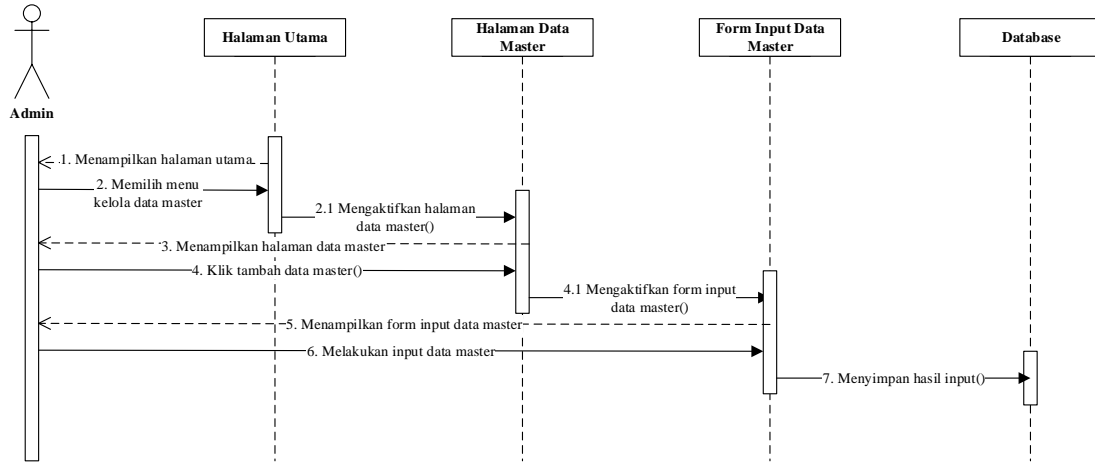 Halaman Utama
Halaman Data
Master
Form Input Data
Master
Database
Admin
1. Menampilkan halaman utama
2. Memilih menu
kelola data master
2.1 Mengaktifkan halaman
data master()
3. Menampilkan halaman data master
4. Klik tambah data master()
4.1 Mengaktifkan form input
data master()
5. Menampilkan form input data master
6. Melakukan input data master
7. Menyimpan hasil input()